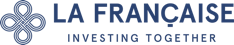 LA FRANÇAISE
INVESTING TOGETHER